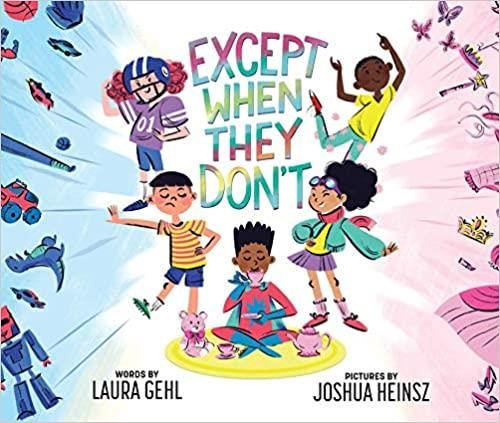 EXCEPT
WHEN
THEY
DON'T
01
WORDS BY
LAURA GEHL
PICTURES BY
JOSHUA HEINSZ